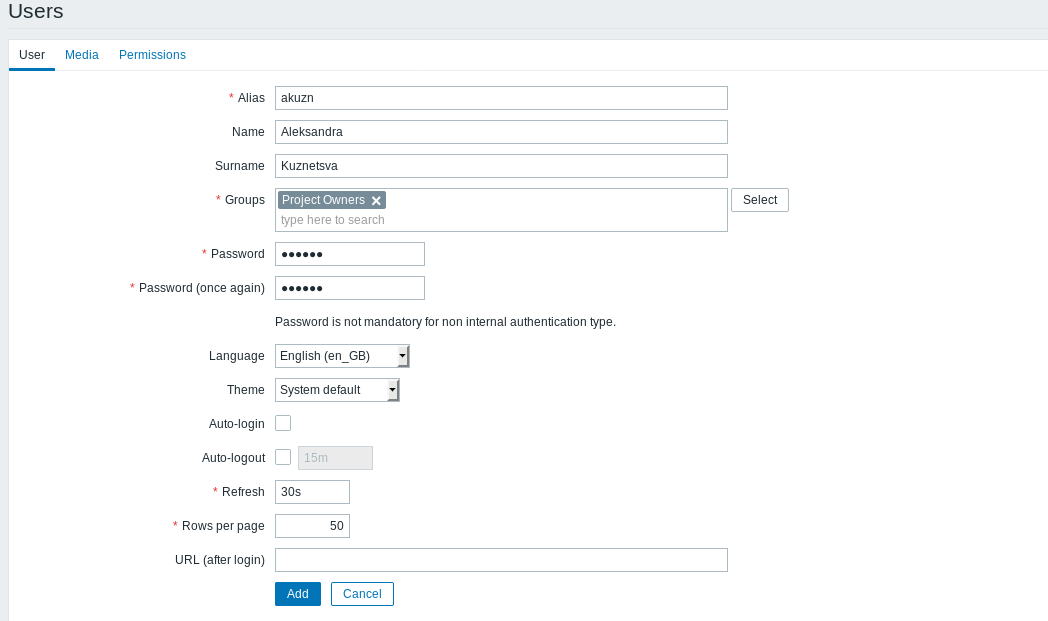 Users
User Media Permissions
* Alias akuzn
Name Aleksandra
Surname Kuznetsva
* Groups Project Owners Select
type here to search
* Password ●●●●●●
* Password (once again) ●●●●●●
Password is not mandatory for non internal authentication type.
Language English (en_GB)
Theme System default
Auto-login
Auto-logout 15m
* Refresh 30s
* Rows per page 50
URL (after login)
Add Cancel